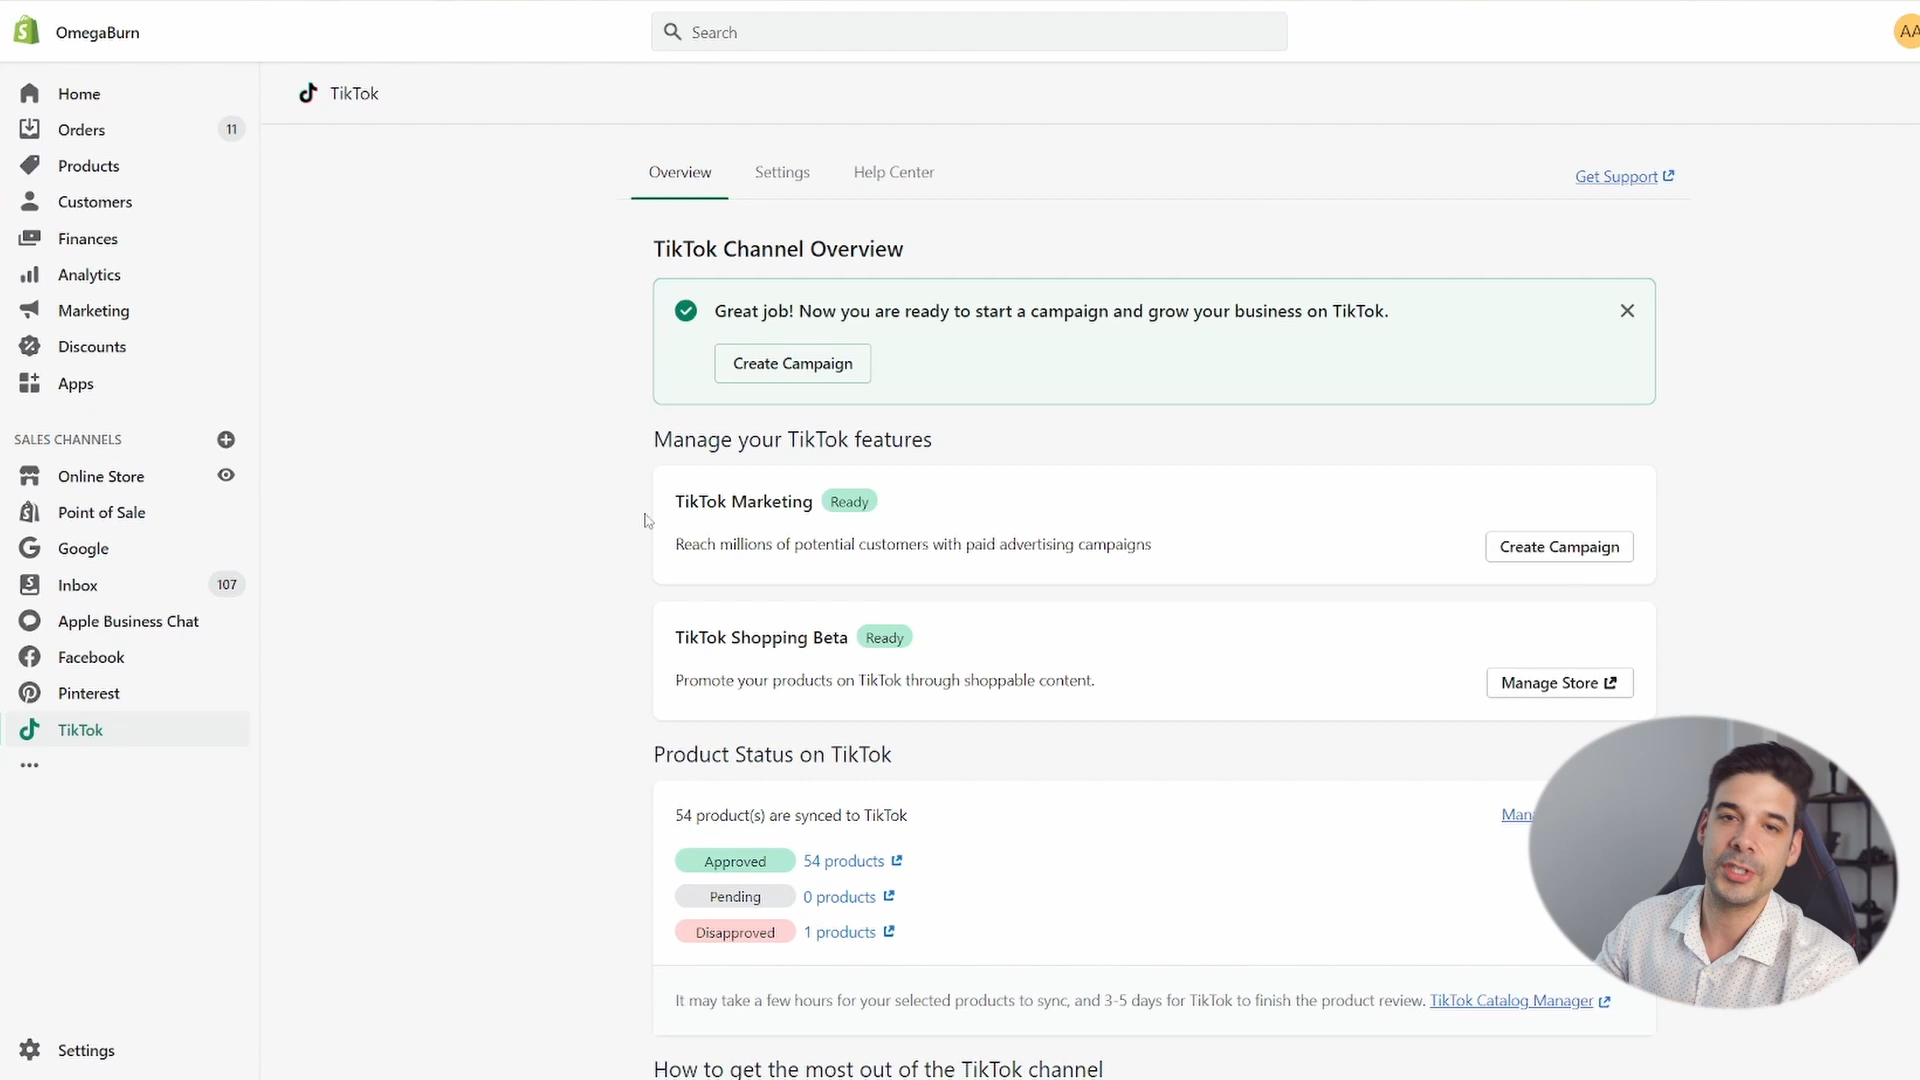 OmegaBurn
Search
AA
Home
Orders 11
Products
Customers
Finances
Analytics
Marketing
Discounts
Apps
SALES CHANNELS
Online Store
Point of Sale
Google
Inbox 107
Apple Business Chat
Facebook
Pinterest
TikTok
Settings
TikTok
Overview Settings Help Center Get Support
TikTok Channel Overview
Great job! Now you are ready to start a campaign and grow your business on TikTok.
Create Campaign
Manage your TikTok features
TikTok Marketing Ready
Reach millions of potential customers with paid advertising campaigns
Create Campaign
TikTok Shopping Beta Ready
Promote your products on TikTok through shoppable content.
Manage Store
Product Status on TikTok
54 product(s) are synced to TikTok
Approved 54 products
Pending 0 products
Disapproved 1 products
It may take a few hours for your selected products to sync, and 3-5 days for TikTok to finish the product review. TikTok Catalog Manager
How to get the most out of the TikTok channel